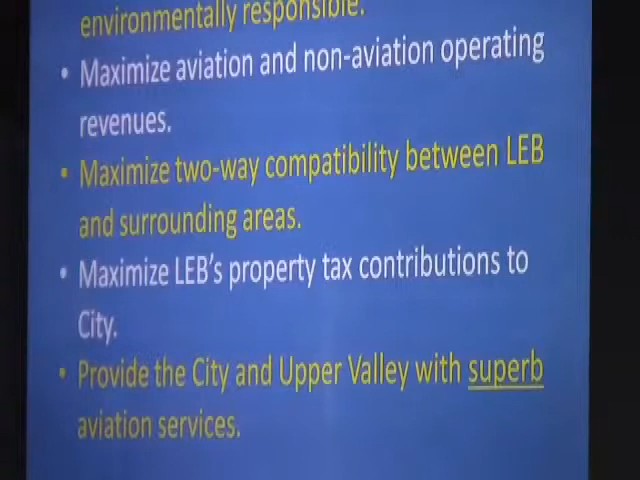 environmentally responsible.
• Maximize aviation and non-aviation operating
revenues.
• Maximize two-way compatibility between LEB
and surrounding areas.
• Maximize LEB's property tax contributions to
City.
• Provide the City and Upper Valley with superb
aviation services.